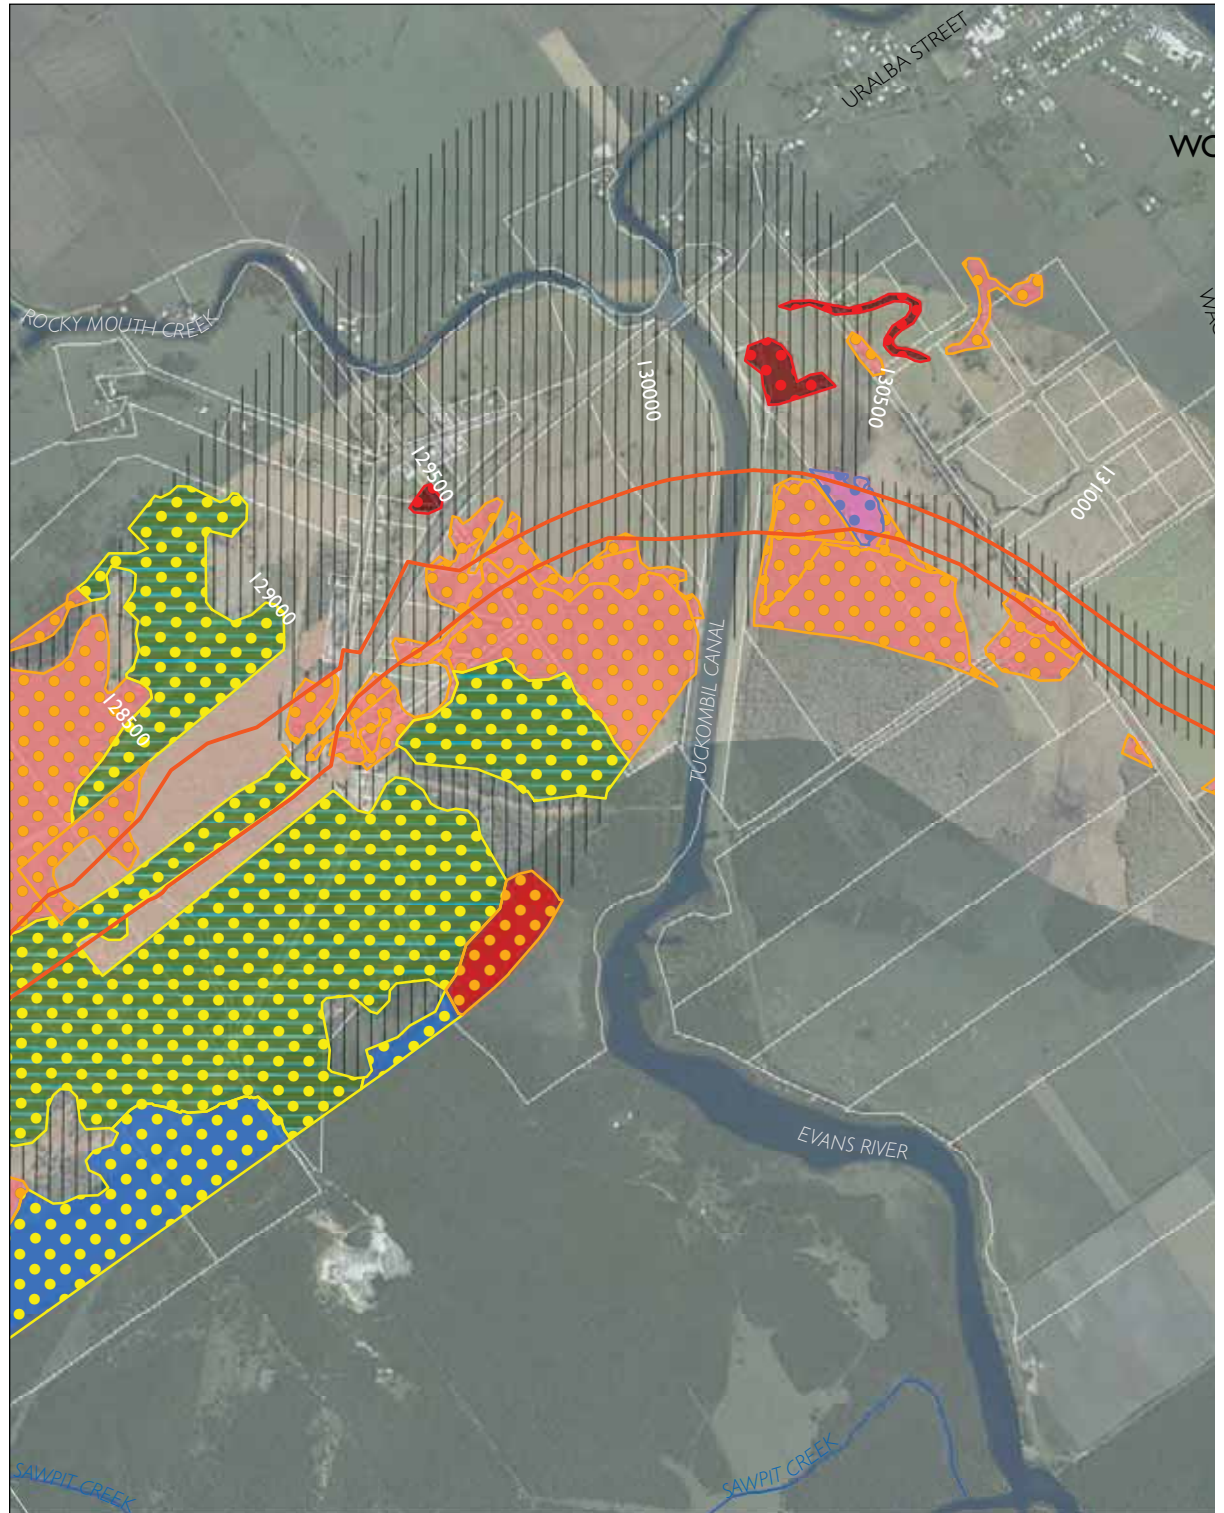 URALBA STREET
WO
WAG
ROCKY MOUTH CREEK
130000
130500
131000
129500
129000
128500
TUCKOMBIL CANAL
EVANS RIVER
SAWPIT CREEK
SAWPIT CREEK